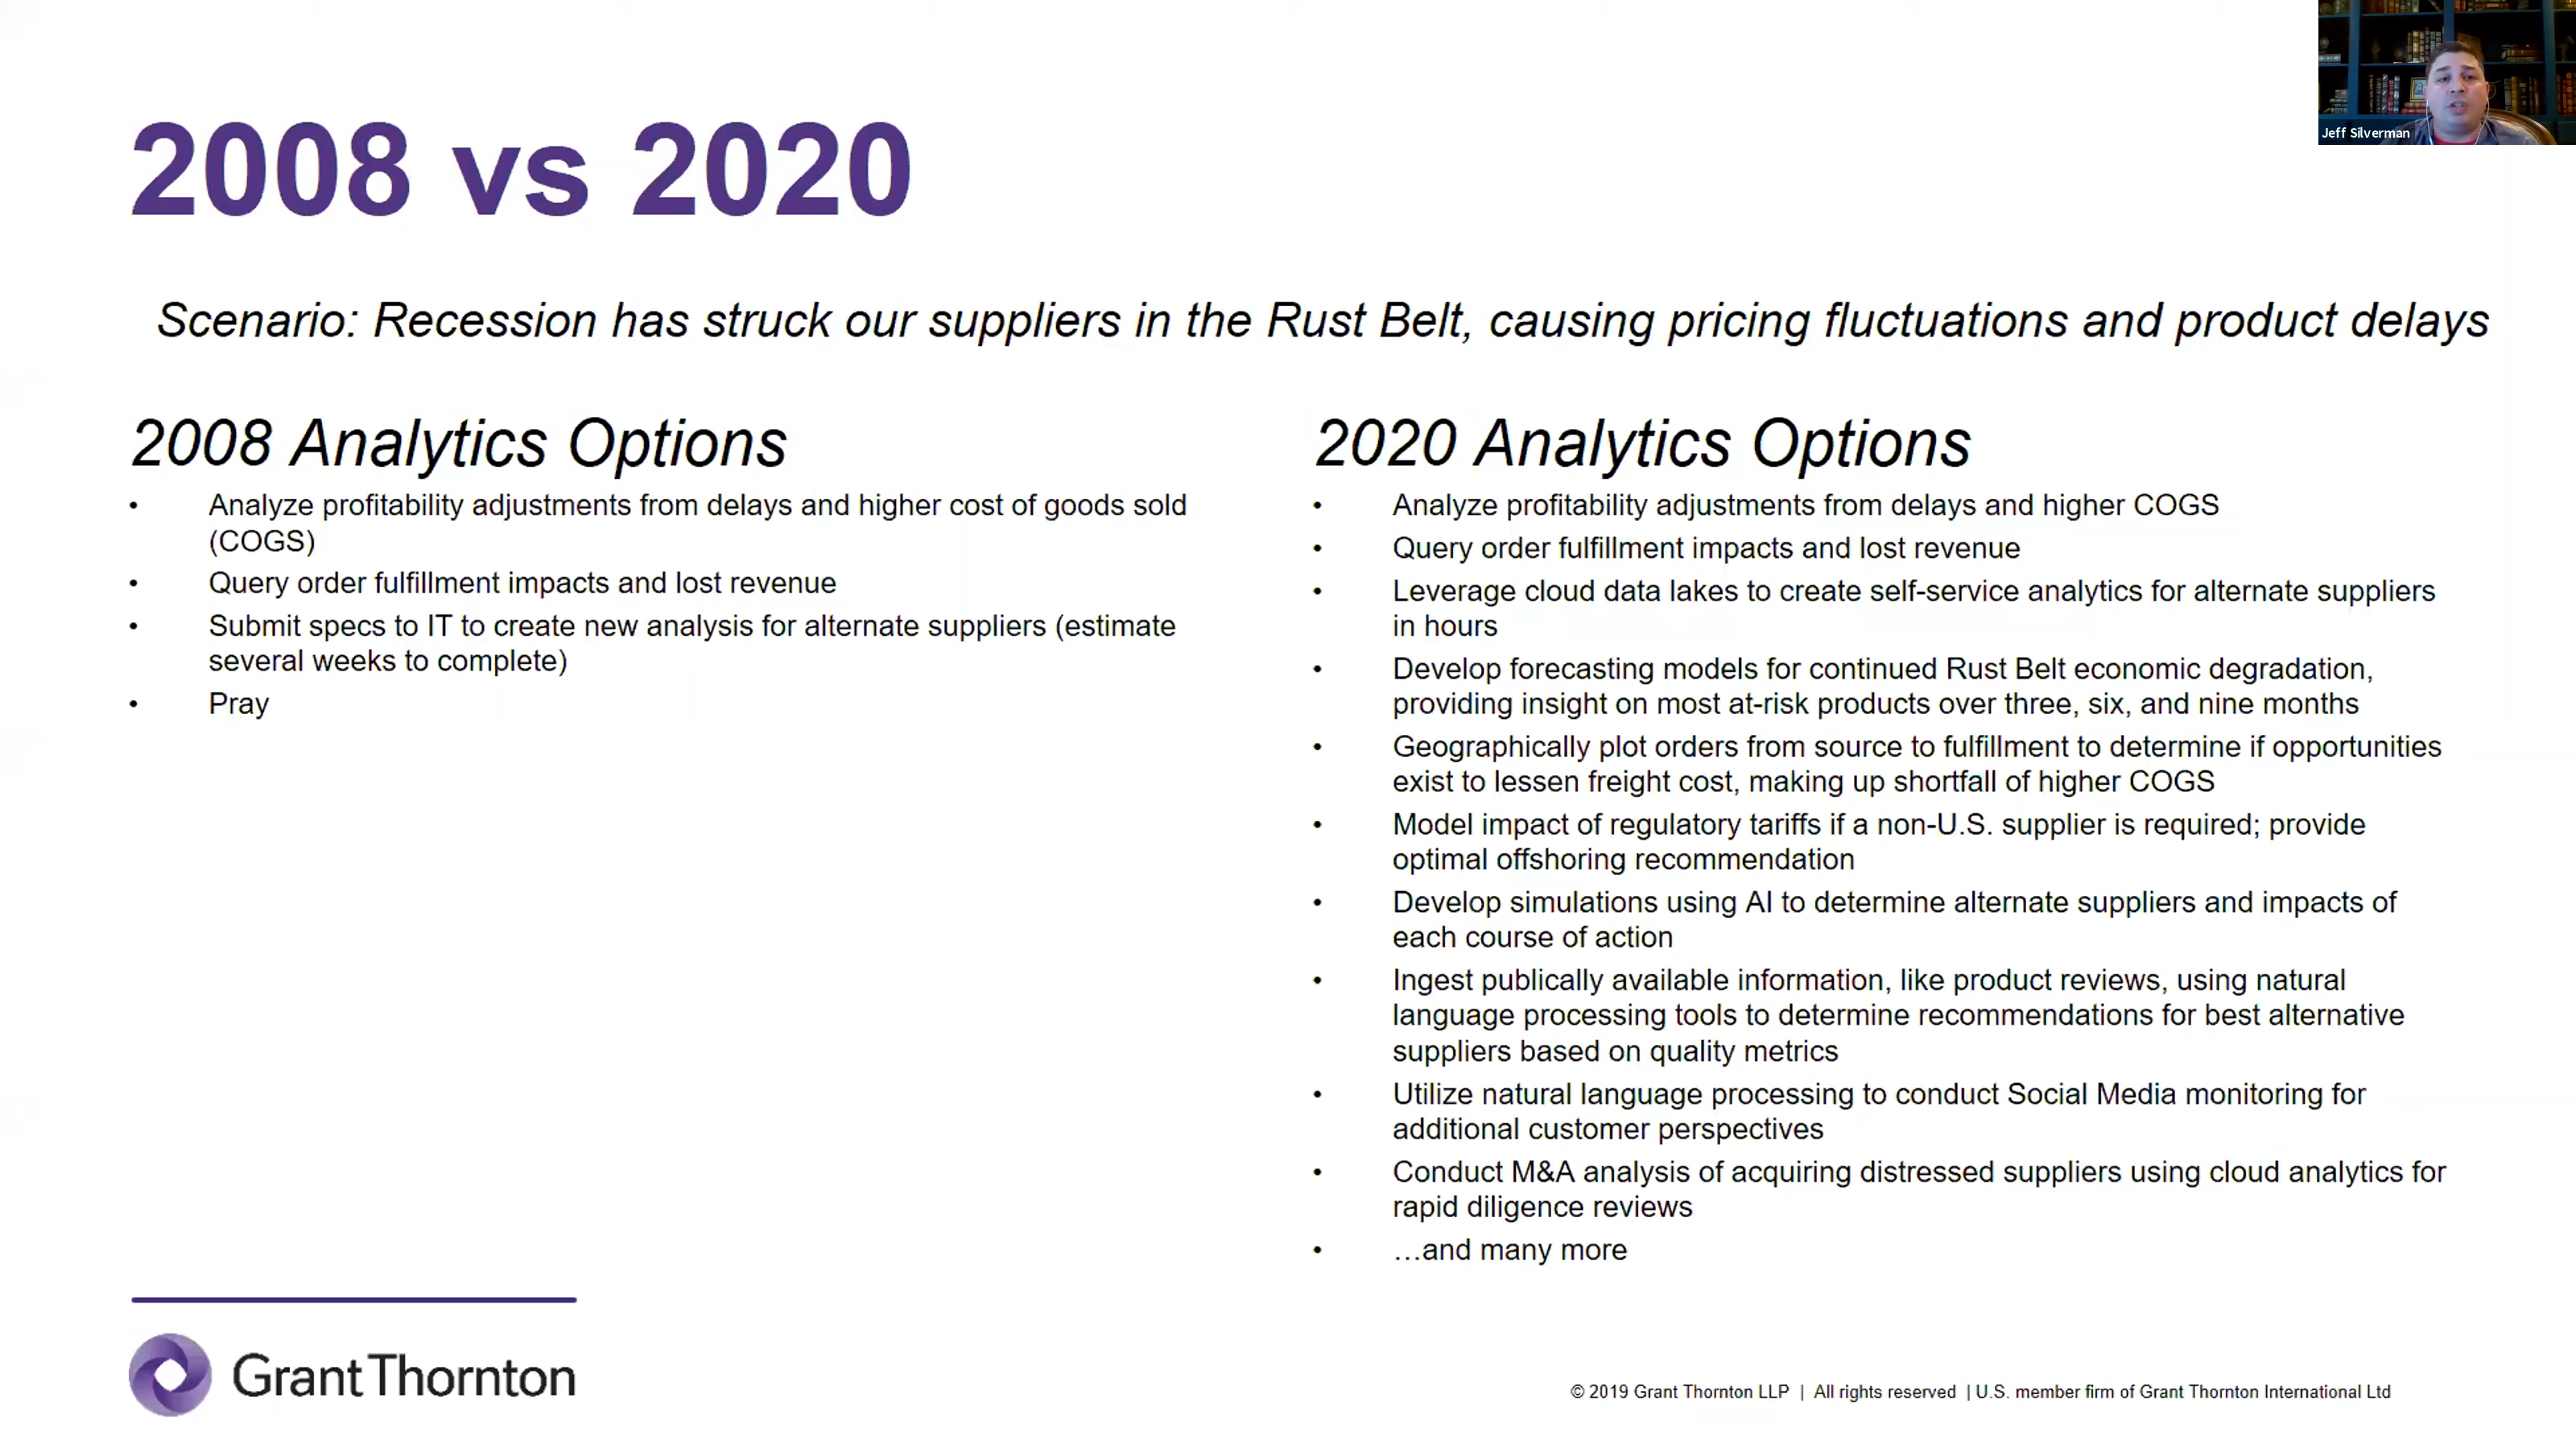 Jeff Silverman
2008 vs 2020
Scenario: Recession has struck our suppliers in the Rust Belt, causing pricing fluctuations and product delays
2008 Analytics Options
• Analyze profitability adjustments from delays and higher cost of goods sold
(COGS)
• Query order fulfillment impacts and lost revenue
• Submit specs to IT to create new analysis for alternate suppliers (estimate
several weeks to complete)
• Pray
2020 Analytics Options
• Analyze profitability adjustments from delays and higher COGS
• Query order fulfillment impacts and lost revenue
• Leverage cloud data lakes to create self-service analytics for alternate suppliers
in hours
• Develop forecasting models for continued Rust Belt economic degradation,
providing insight on most at-risk products over three, six, and nine months
• Geographically plot orders from source to fulfillment to determine if opportunities
exist to lessen freight cost, making up shortfall of higher COGS
• Model impact of regulatory tariffs if a non-U.S. supplier is required; provide
optimal offshoring recommendation
• Develop simulations using AI to determine alternate suppliers and impacts of
each course of action
• Ingest publically available information, like product reviews, using natural
language processing tools to determine recommendations for best alternative
suppliers based on quality metrics
• Utilize natural language processing to conduct Social Media monitoring for
additional customer perspectives
• Conduct M&A analysis of acquiring distressed suppliers using cloud analytics for
rapid diligence reviews
• …and many more
Grant Thornton
© 2019 Grant Thornton LLP | All rights reserved | U.S. member firm of Grant Thornton International Ltd